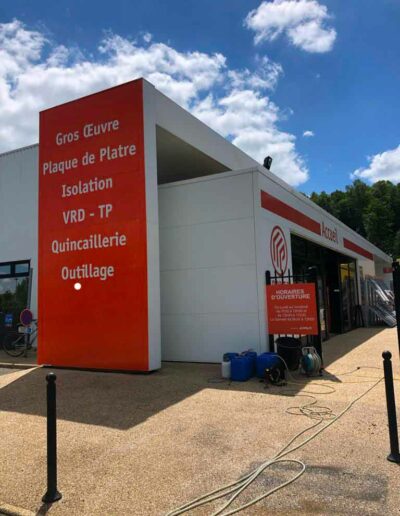 Gros Œuvre
Plaque de Platre
Isolation
VRD - TP
Quincaillerie
Outillage
Accueil
HORAIRES
D'OUVERTURE